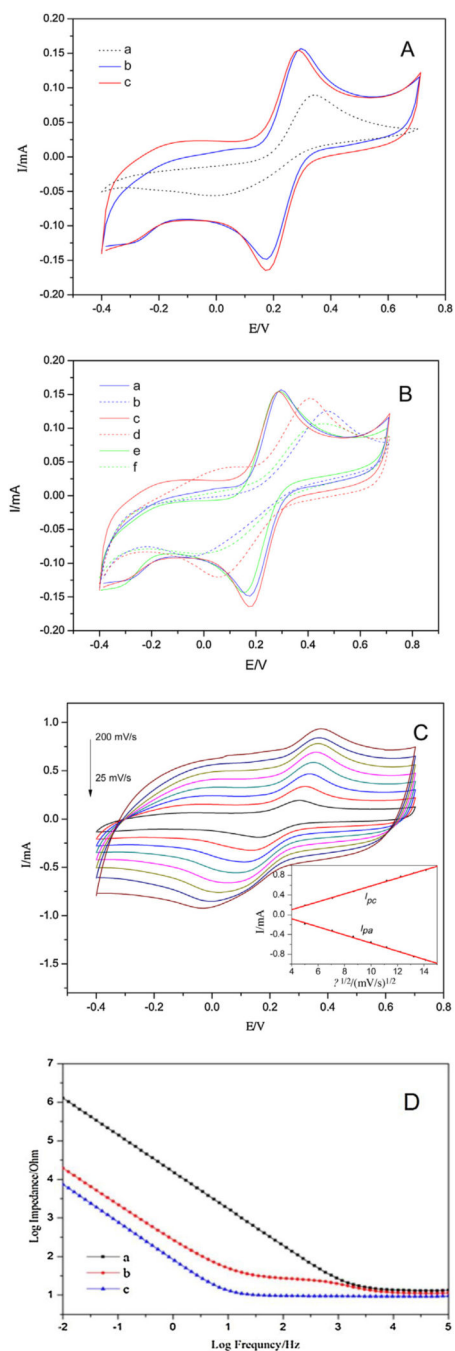 A
a
b
c
0.20
0.15
0.10
0.05
0.00
-0.05
-0.10
-0.15
-0.20
I/mA
-0.4 -0.2 0.0 0.2 0.4 0.6 0.8
E/V
B
a
b
c
d
e
f
0.20
0.15
0.10
0.05
0.00
-0.05
-0.10
-0.15
-0.20
I/mA
-0.4 -0.2 0.0 0.2 0.4 0.6 0.8
E/V
C
200 mV/s
25 mV/s
1.0
0.5
0.0
-0.5
-1.0
-1.5
I/mA
0.8
0.4
0.0
-0.4
-0.8
I/mA
Ipc
Ipa
4 6 8 10 12 14
? 1/2/(mV/s)1/2
-0.4 -0.2 0.0 0.2 0.4 0.6 0.8
E/V
D
7
6
5
4
3
2
1
Log Impedance/Ohm
a
b
c
-2 -1 0 1 2 3 4 5
Log Frequncy/Hz